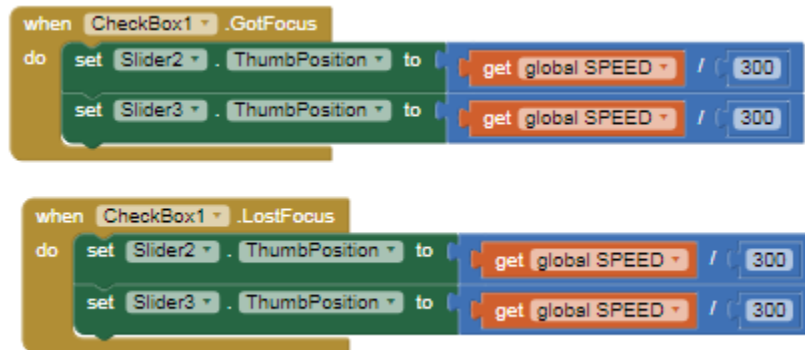 when CheckBox1 .GotFocus
do set Slider2 . ThumbPosition to get global SPEED / 300
set Slider3 . ThumbPosition to get global SPEED / 300
when CheckBox1 .LostFocus
do set Slider2 . ThumbPosition to get global SPEED / 300
set Slider3 . ThumbPosition to get global SPEED / 300